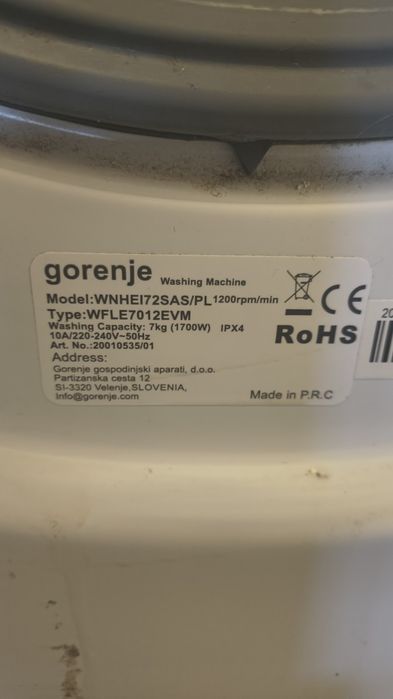 gorenje Washing Machine
Model:WNHEI72SAS/PL 1200rpm/min
Type:WFLE7012EVM
Washing Capacity: 7kg (1700W) IPX4
10A/220-240V~50Hz
Art. No.:20010535/01
CE
RoHS
Address:
Gorenje gospodinjski aparati, d.o.o.
Partizanska cesta 12
SI-3320 Velenje,SLOVENIA,
Info@gorenje.com
Made in P.R.C
20